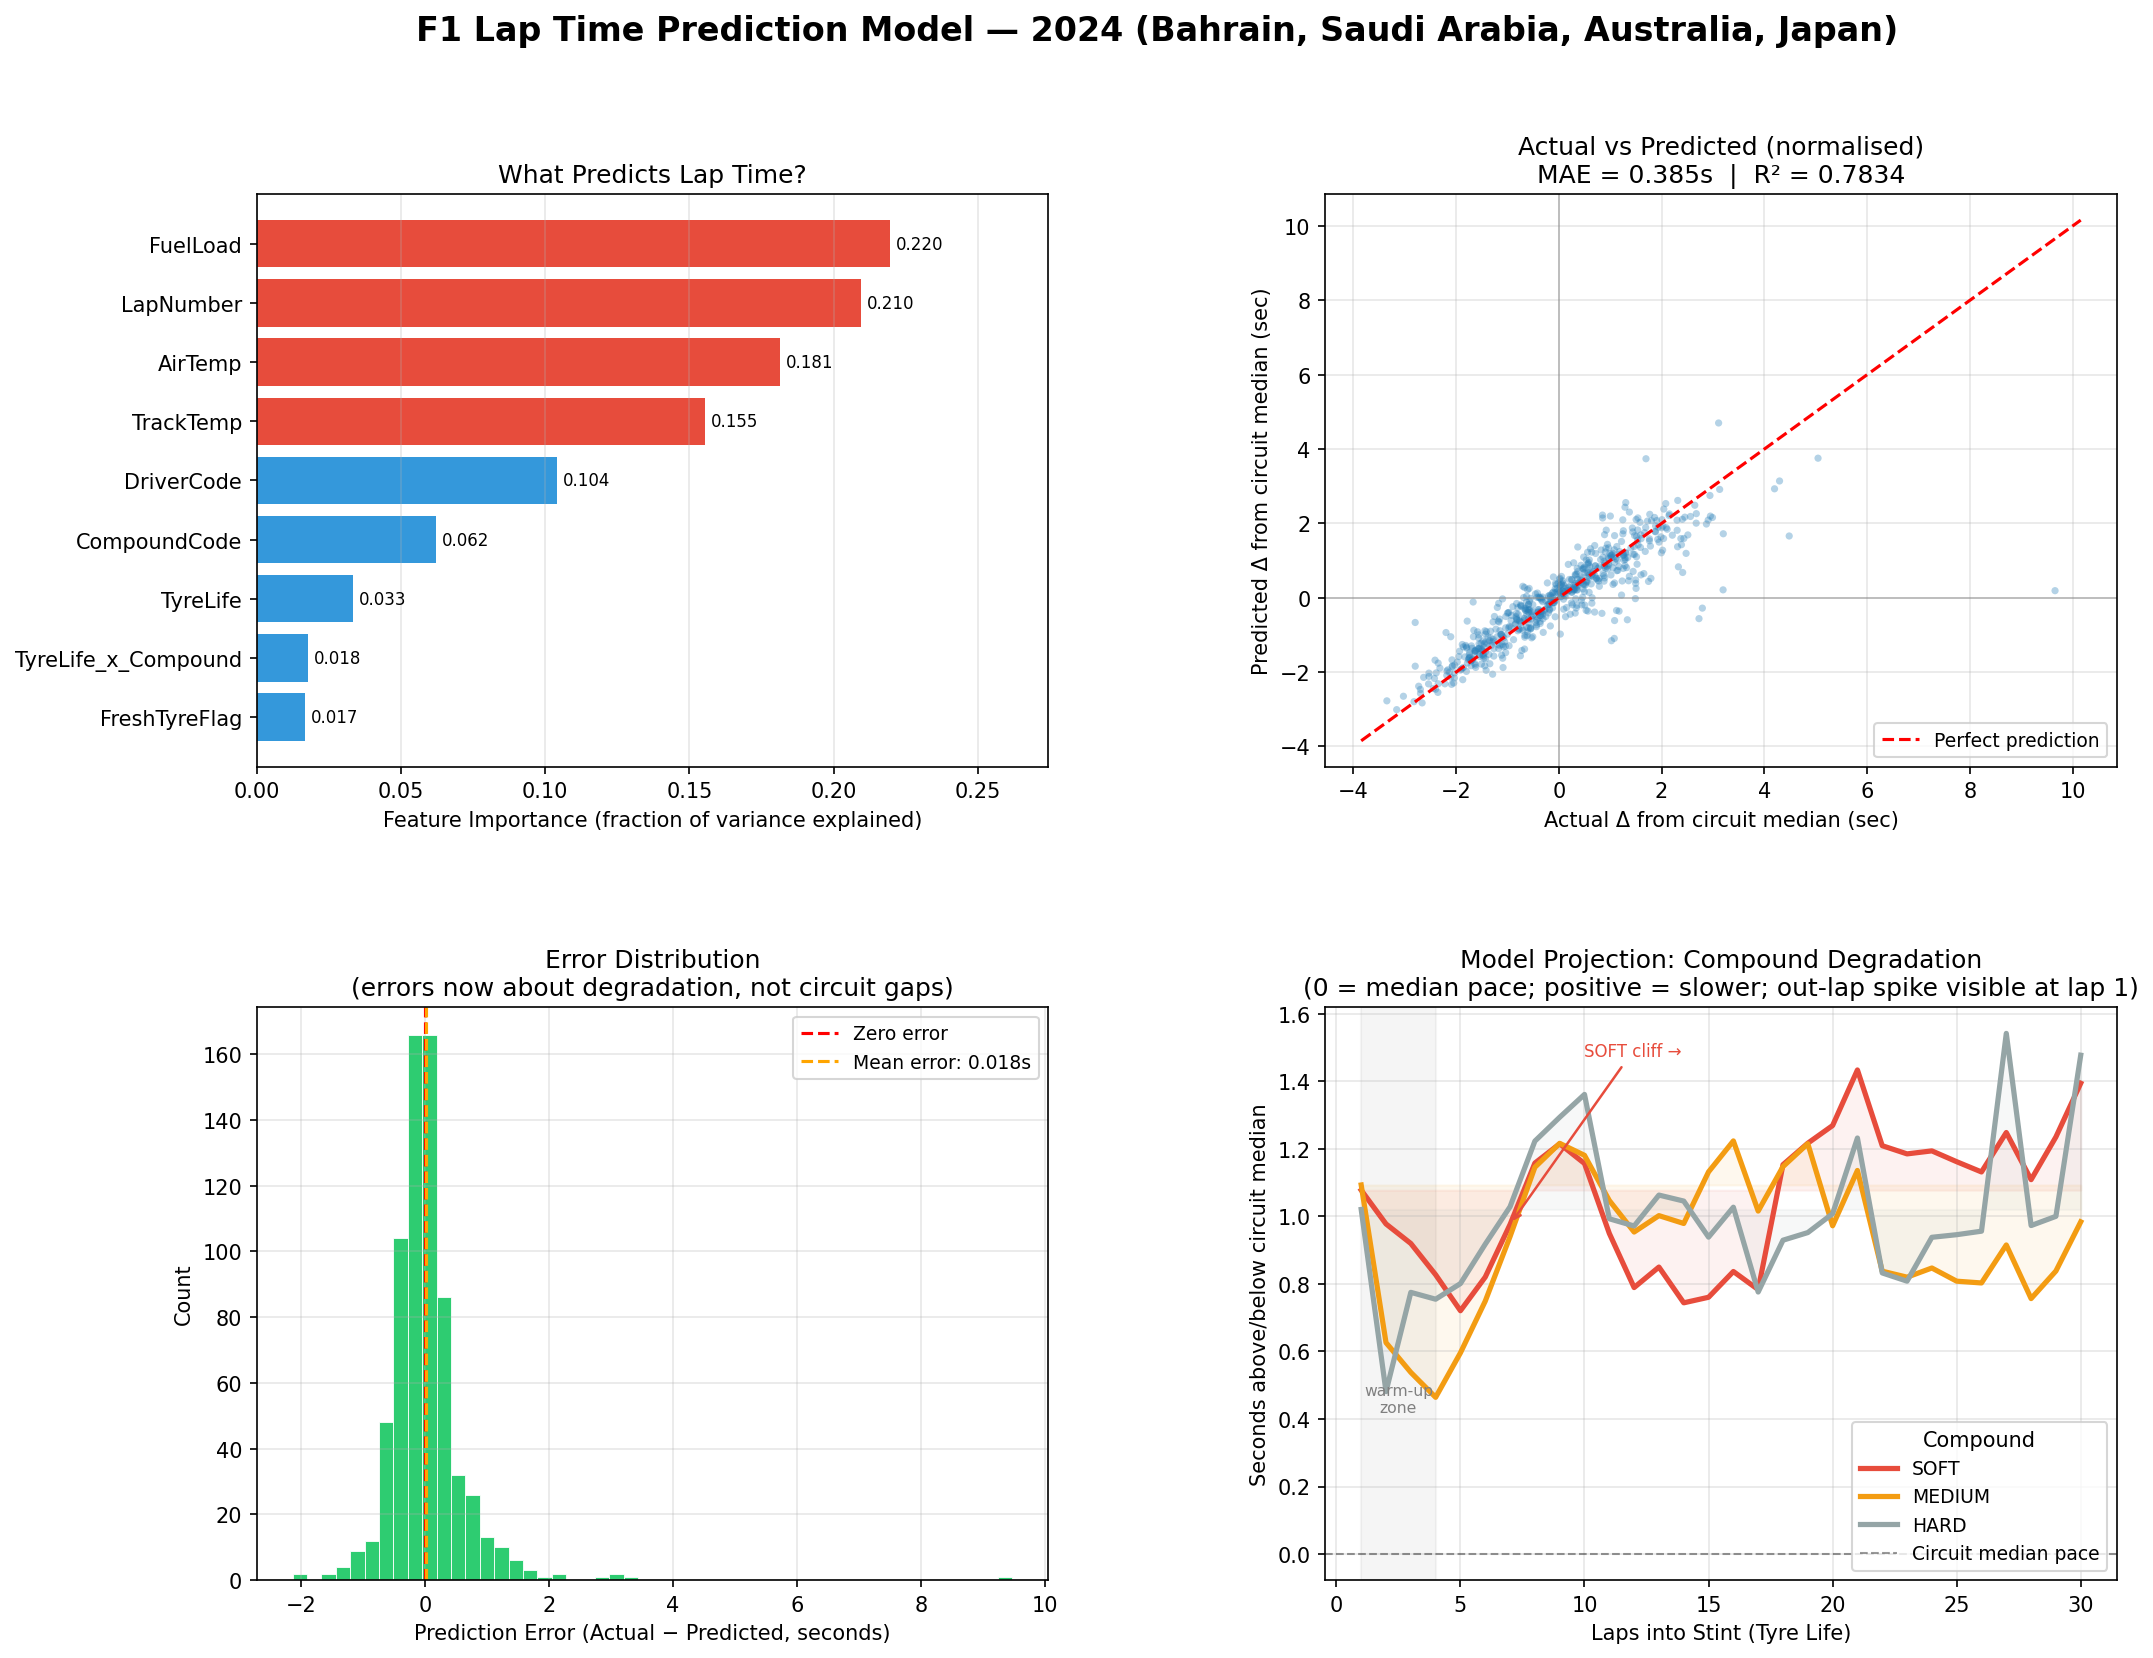 F1 Lap Time Prediction Model — 2024 (Bahrain, Saudi Arabia, Australia, Japan)
What Predicts Lap Time?
FuelLoad
0.220
LapNumber
0.210
AirTemp
0.181
TrackTemp
0.155
DriverCode
0.104
CompoundCode
0.062
TyreLife
0.033
TyreLife_x_Compound
0.018
FreshTyreFlag
0.017
0.00 0.05 0.10 0.15 0.20 0.25
Feature Importance (fraction of variance explained)
Actual vs Predicted (normalised)
MAE = 0.385s | R² = 0.7834
Predicted Δ from circuit median (sec)
10
8
6
4
2
0
−2
−4
Perfect prediction
−4 −2 0 2 4 6 8 10
Actual Δ from circuit median (sec)
Error Distribution
(errors now about degradation, not circuit gaps)
Zero error
Mean error: 0.018s
Count
160
140
120
100
80
60
40
20
0
−2 0 2 4 6 8 10
Prediction Error (Actual − Predicted, seconds)
Model Projection: Compound Degradation
(0 = median pace; positive = slower; out-lap spike visible at lap 1)
Seconds above/below circuit median
1.6
1.4
1.2
1.0
0.8
0.6
0.4
0.2
0.0
SOFT cliff →
warm-up
zone
Compound
SOFT
MEDIUM
HARD
Circuit median pace
0 5 10 15 20 25 30
Laps into Stint (Tyre Life)